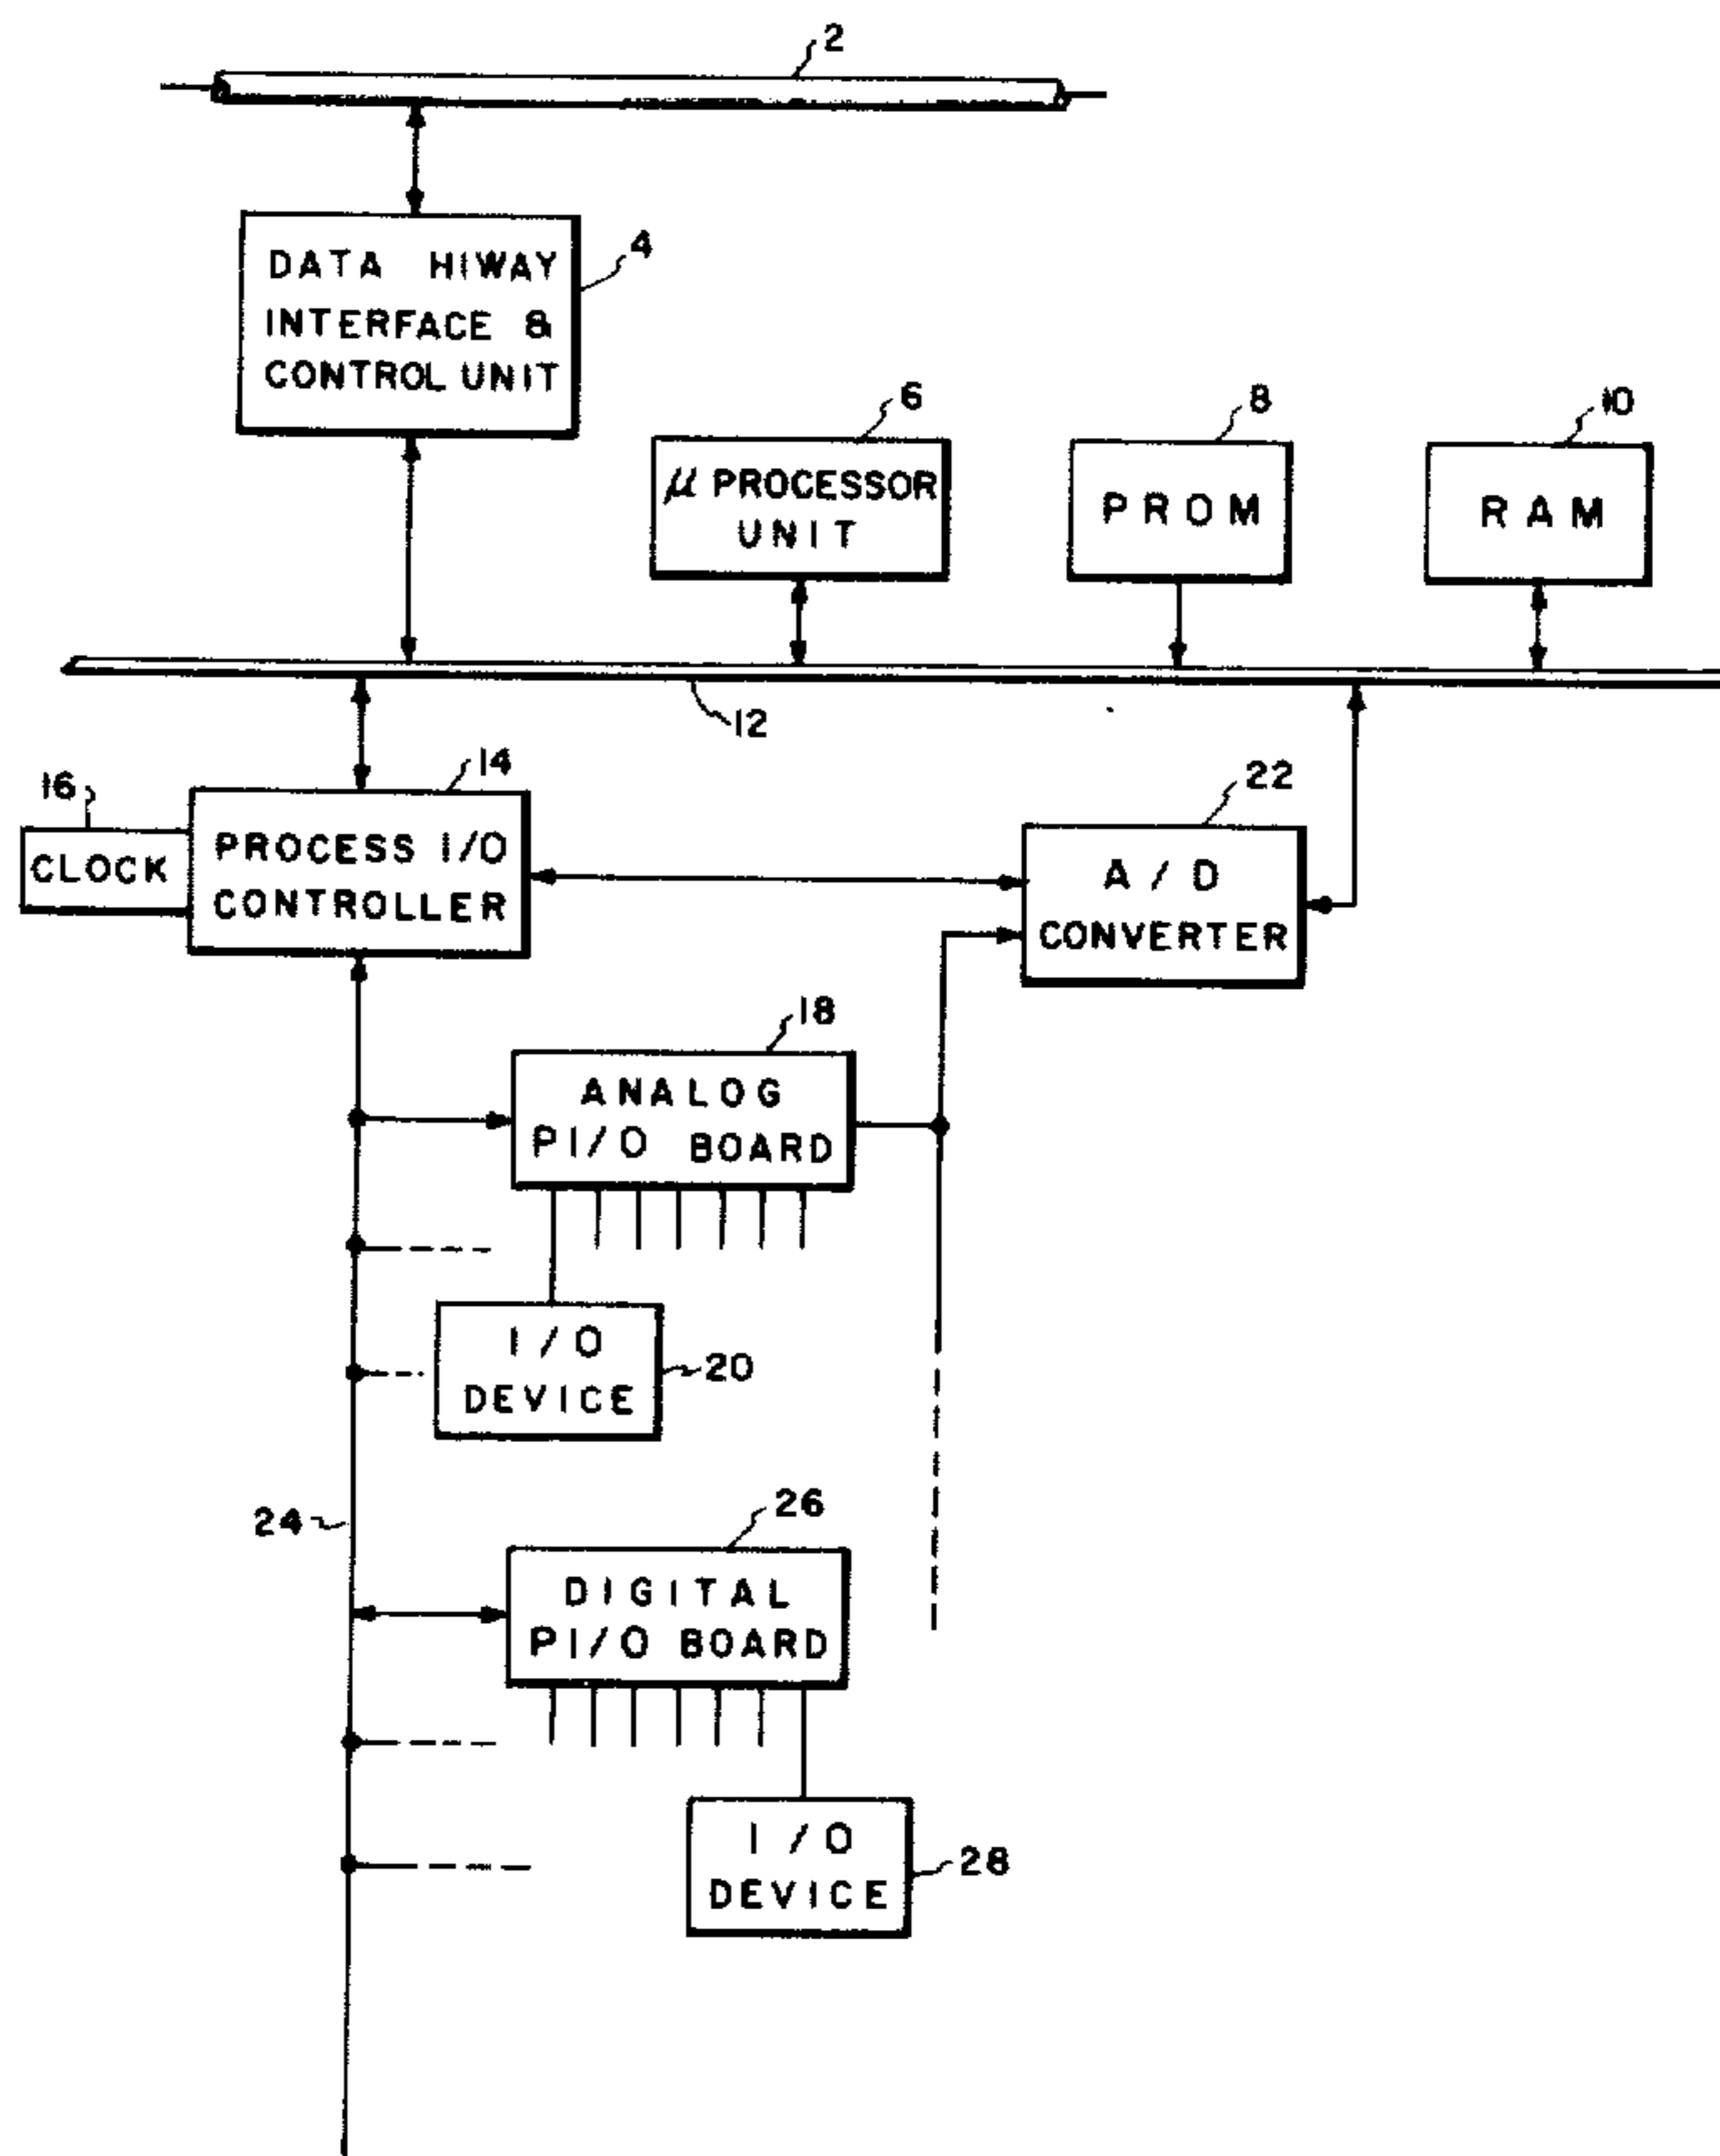 2
DATA HIWAY
INTERFACE &
CONTROL UNIT
4
6
μ PROCESSOR
UNIT
8
PROM
10
RAM
12
16
CLOCK
14
PROCESS I/O
CONTROLLER
22
A/D
CONVERTER
18
ANALOG
PI/O BOARD
I/O
DEVICE
20
24
26
DIGITAL
PI/O BOARD
I/O
DEVICE
28